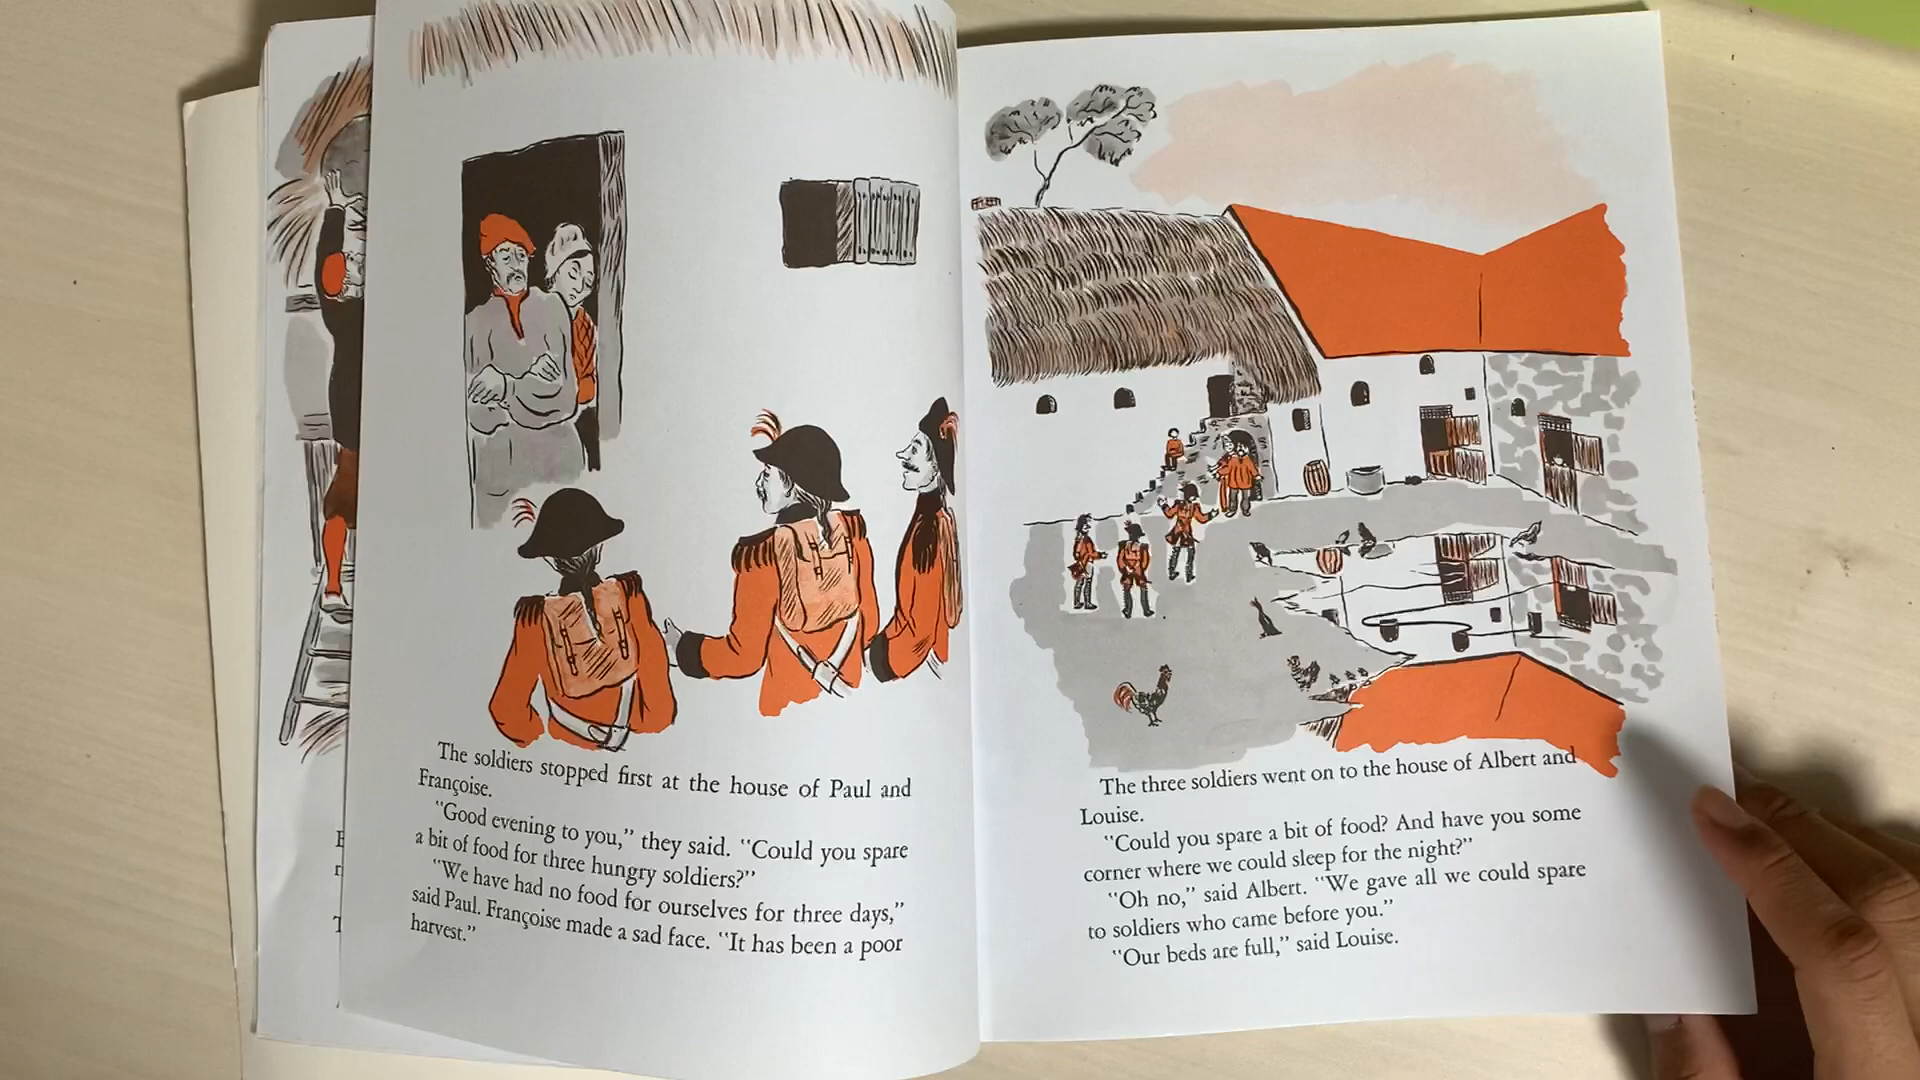 The soldiers stopped first at the house of Paul and
Françoise.
"Good evening to you," they said. "Could you spare
a bit of food for three hungry soldiers?"
"We have had no food for ourselves for three days,"
said Paul. Françoise made a sad face. "It has been a poor
harvest."
The three soldiers went on to the house of Albert and
Louise.
"Could you spare a bit of food? And have you some
corner where we could sleep for the night?"
"Oh no," said Albert. "We gave all we could spare
to soldiers who came before you."
"Our beds are full," said Louise.